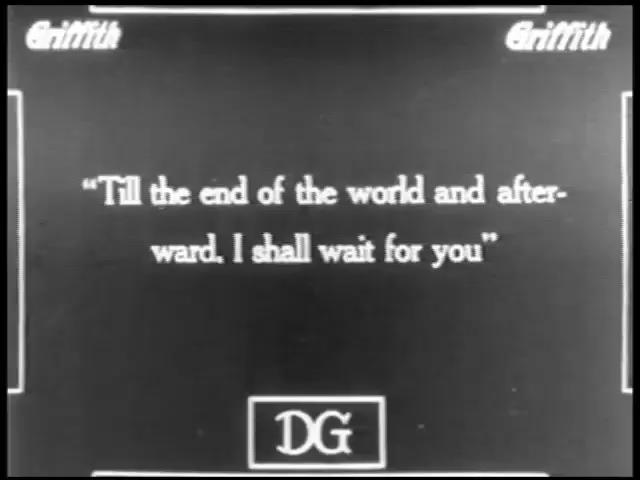 Griffith Griffith
“Till the end of the world and after-
ward. I shall wait for you”
DG